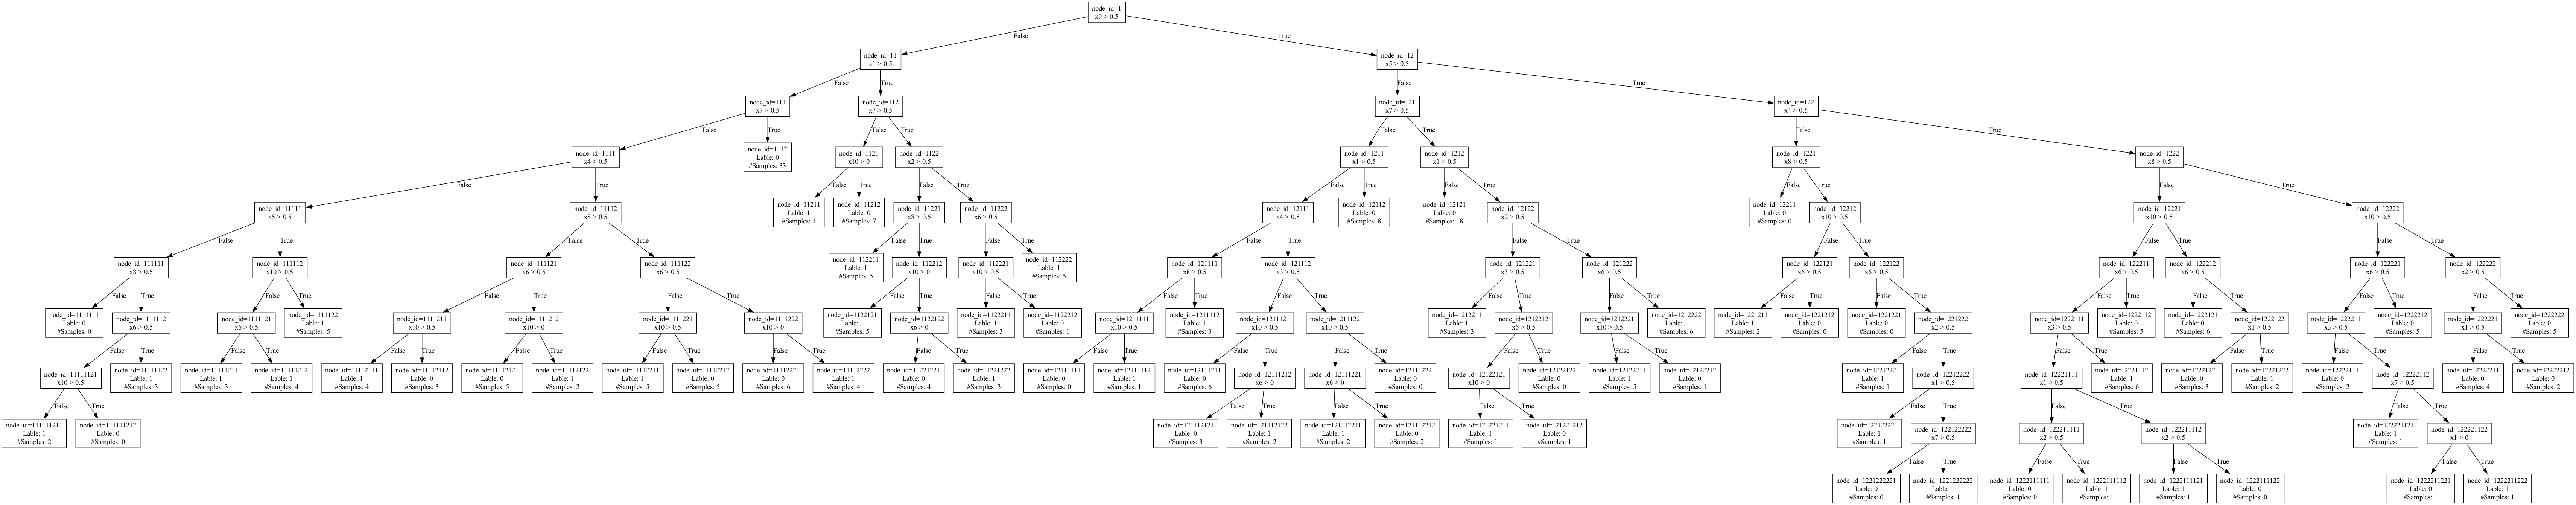 node_id=1
x9 > 0.5
False
True
node_id=11
x1 > 0.5
node_id=12
x5 > 0.5
False
True
False
True
node_id=111
x7 > 0.5
node_id=112
x7 > 0.5
node_id=121
x7 > 0.5
node_id=122
x4 > 0.5
False
True
False
True
False
True
False
True
node_id=1111
x4 > 0.5
node_id=1112
Lable: 0
#Samples: 33
node_id=1121
x10 > 0
node_id=1122
x2 > 0.5
node_id=1211
x1 > 0.5
node_id=1212
x1 > 0.5
node_id=1221
x8 > 0.5
node_id=1222
x8 > 0.5
False
True
False
True
False
True
False
True
False
True
False
True
False
True
node_id=11111
x5 > 0.5
node_id=11112
x8 > 0.5
node_id=11211
Lable: 1
#Samples: 1
node_id=11212
Lable: 0
#Samples: 7
node_id=11221
x8 > 0.5
node_id=11222
x6 > 0.5
node_id=12111
x4 > 0.5
node_id=12112
Lable: 0
#Samples: 8
node_id=12121
Lable: 0
#Samples: 18
node_id=12122
x2 > 0.5
node_id=12211
Lable: 0
#Samples: 0
node_id=12212
x10 > 0.5
node_id=12221
x10 > 0.5
node_id=12222
x10 > 0.5
False
True
False
True
False
True
False
True
False
True
False
True
False
True
False
True
False
True
node_id=111111
x8 > 0.5
node_id=111112
x10 > 0.5
node_id=111121
x6 > 0.5
node_id=111122
x6 > 0.5
node_id=112211
Lable: 1
#Samples: 5
node_id=112212
x10 > 0
node_id=112221
x10 > 0.5
node_id=112222
Lable: 1
#Samples: 5
node_id=121111
x8 > 0.5
node_id=121112
x3 > 0.5
node_id=121221
x3 > 0.5
node_id=121222
x6 > 0.5
node_id=122121
x6 > 0.5
node_id=122122
x6 > 0.5
node_id=122211
x6 > 0.5
node_id=122212
x6 > 0.5
node_id=122221
x6 > 0.5
node_id=122222
x2 > 0.5
False
True
False
True
False
True
False
True
False
True
False
True
False
True
False
True
False
True
False
True
False
True
False
True
False
True
False
True
False
True
False
True
node_id=1111111
Lable: 0
#Samples: 0
node_id=1111112
x6 > 0.5
node_id=1111121
x6 > 0.5
node_id=1111122
Lable: 1
#Samples: 5
node_id=1111211
x10 > 0.5
node_id=1111212
x10 > 0
node_id=1111221
x10 > 0.5
node_id=1111222
x10 > 0
node_id=1122121
Lable: 1
#Samples: 5
node_id=1122122
x6 > 0
node_id=1122211
Lable: 1
#Samples: 3
node_id=1122212
Lable: 0
#Samples: 1
node_id=1211111
x10 > 0.5
node_id=1211112
Lable: 1
#Samples: 3
node_id=1211121
x10 > 0.5
node_id=1211122
x10 > 0.5
node_id=1212211
Lable: 1
#Samples: 3
node_id=1212212
x6 > 0.5
node_id=1212221
x10 > 0.5
node_id=1212222
Lable: 1
#Samples: 6
node_id=1221211
Lable: 1
#Samples: 2
node_id=1221212
Lable: 0
#Samples: 0
node_id=1221221
Lable: 0
#Samples: 0
node_id=1221222
x2 > 0.5
node_id=1222111
x3 > 0.5
node_id=1222112
Lable: 0
#Samples: 5
node_id=1222121
Lable: 0
#Samples: 6
node_id=1222122
x1 > 0.5
node_id=1222211
x3 > 0.5
node_id=1222212
Lable: 0
#Samples: 5
node_id=1222221
x1 > 0.5
node_id=1222222
Lable: 0
#Samples: 5
False
True
False
True
False
True
False
True
False
True
False
True
False
True
False
True
False
True
False
True
False
True
False
True
False
True
False
True
False
True
False
True
False
True
node_id=11111121
x10 > 0.5
node_id=11111122
Lable: 1
#Samples: 3
node_id=11111211
Lable: 1
#Samples: 3
node_id=11111212
Lable: 1
#Samples: 4
node_id=11112111
Lable: 1
#Samples: 4
node_id=11112112
Lable: 0
#Samples: 3
node_id=11112121
Lable: 0
#Samples: 5
node_id=11112122
Lable: 1
#Samples: 2
node_id=11112211
Lable: 1
#Samples: 5
node_id=11112212
Lable: 0
#Samples: 5
node_id=11112221
Lable: 0
#Samples: 6
node_id=11112222
Lable: 1
#Samples: 4
node_id=11221221
Lable: 0
#Samples: 4
node_id=11221222
Lable: 1
#Samples: 3
node_id=12111111
Lable: 0
#Samples: 0
node_id=12111112
Lable: 1
#Samples: 1
node_id=12111211
Lable: 0
#Samples: 6
node_id=12111212
x6 > 0
node_id=12111221
x6 > 0.5
node_id=12111222
Lable: 0
#Samples: 0
node_id=12122121
x10 > 0
node_id=12122122
Lable: 0
#Samples: 0
node_id=12122211
Lable: 1
#Samples: 5
node_id=12122212
Lable: 0
#Samples: 1
node_id=12212221
Lable: 1
#Samples: 1
node_id=12212222
x1 > 0.5
node_id=12221111
x1 > 0.5
node_id=12221112
Lable: 1
#Samples: 6
node_id=12221221
Lable: 0
#Samples: 3
node_id=12221222
Lable: 1
#Samples: 2
node_id=12222111
Lable: 0
#Samples: 2
node_id=12222112
x7 > 0.5
node_id=12222211
Lable: 0
#Samples: 4
node_id=12222212
Lable: 0
#Samples: 2
False
True
False
True
False
True
False
True
False
True
False
True
False
True
node_id=111111211
Lable: 1
#Samples: 2
node_id=111111212
Lable: 0
#Samples: 0
node_id=121112121
Lable: 0
#Samples: 3
node_id=121112122
Lable: 1
#Samples: 2
node_id=121112211
Lable: 1
#Samples: 2
node_id=121112212
Lable: 0
#Samples: 2
node_id=121221211
Lable: 1
#Samples: 1
node_id=121221212
Lable: 0
#Samples: 1
node_id=122122221
Lable: 1
#Samples: 1
node_id=122122222
x7 > 0.5
node_id=122211111
x2 > 0.5
node_id=122211112
x2 > 0.5
node_id=122221121
Lable: 1
#Samples: 1
node_id=122221122
x1 > 0
False
True
False
True
False
True
False
True
node_id=1221222221
Lable: 0
#Samples: 0
node_id=1221222222
Lable: 1
#Samples: 1
node_id=1222111111
Lable: 0
#Samples: 0
node_id=1222111112
Lable: 1
#Samples: 1
node_id=1222111121
Lable: 1
#Samples: 1
node_id=1222111122
Lable: 0
#Samples: 0
node_id=1222211221
Lable: 0
#Samples: 1
node_id=1222211222
Lable: 1
#Samples: 1